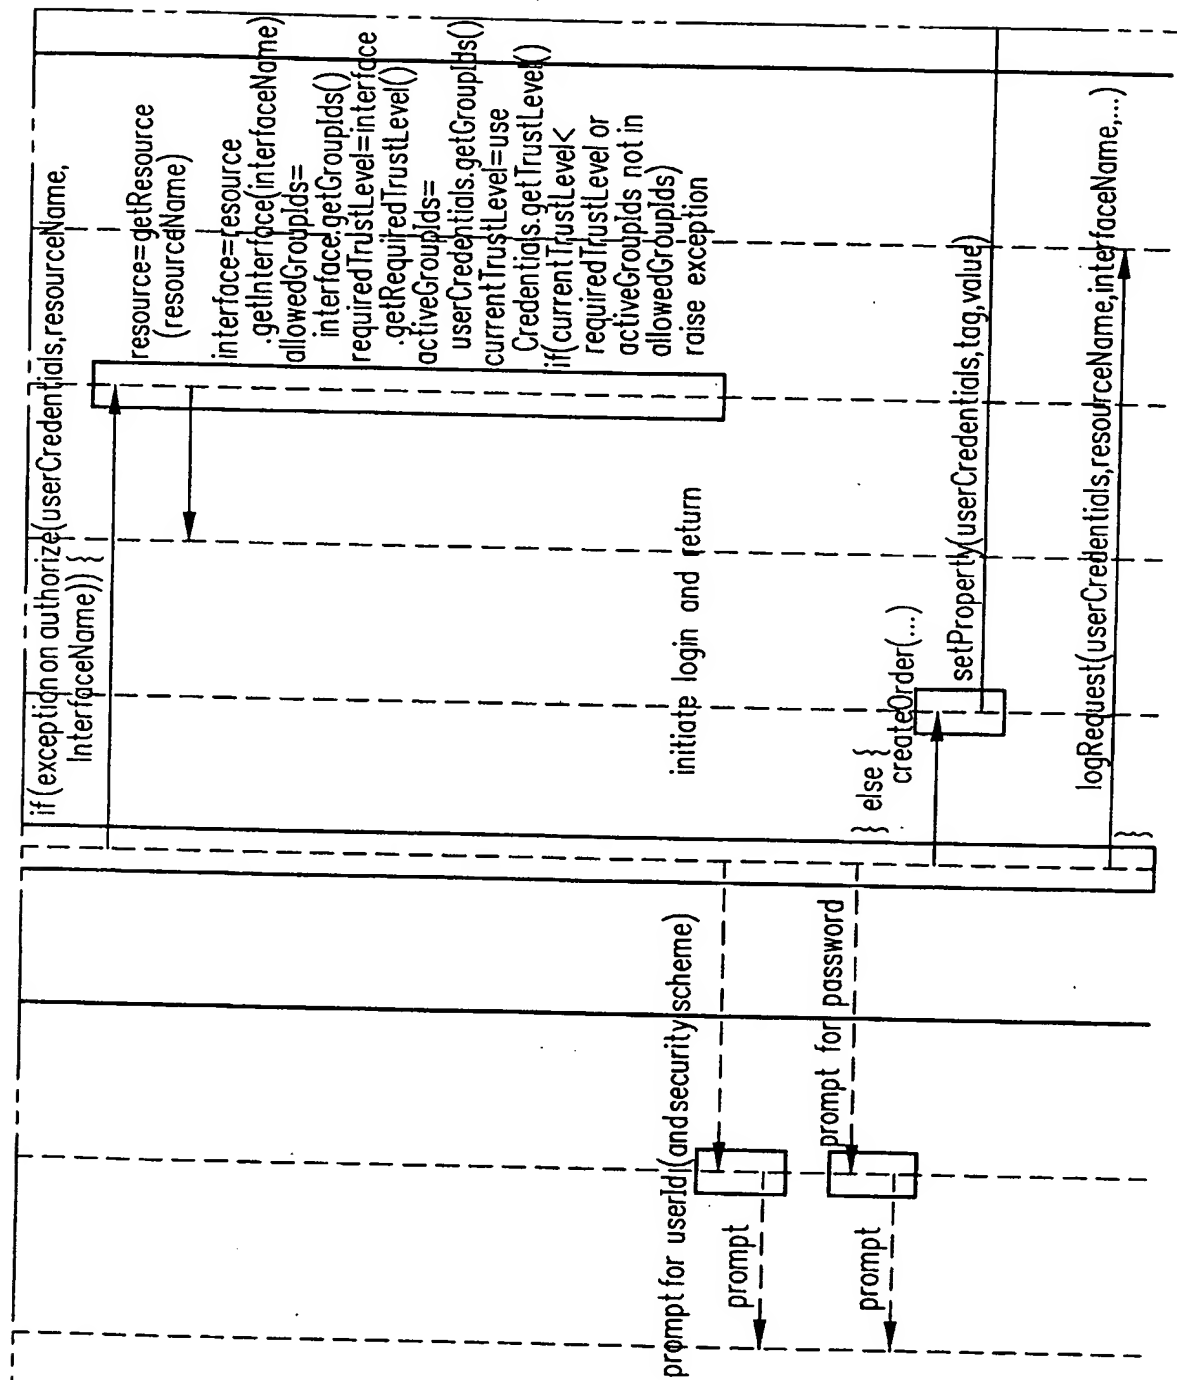 if(exception on authorize(userCredentials,resourceName,
InterfaceName)) {
resource=getResource
(resourceName)
interface=resource
.getInterface(interfaceName)
allowedGroupIds=
interface.getGroupIds()
requiredTrustLevel=interface
.getRequiredTrustLevel()
activeGroupIds=
userCredentials.getGroupIds()
currentTrustLevel=use
Credentials.getTrustLevel()
if(currentTrustLevel<
requiredTrustLevel or
activeGroupIds not in
allowedGroupIds)
raise exception
initiate login and return
prompt for userId(and security scheme)
prompt
prompt for password
prompt
} else {
createOrder(...)
setProperty(userCredentials,tag,value)
logRequest(userCredentials,resourceName,interfaceName,...)
}